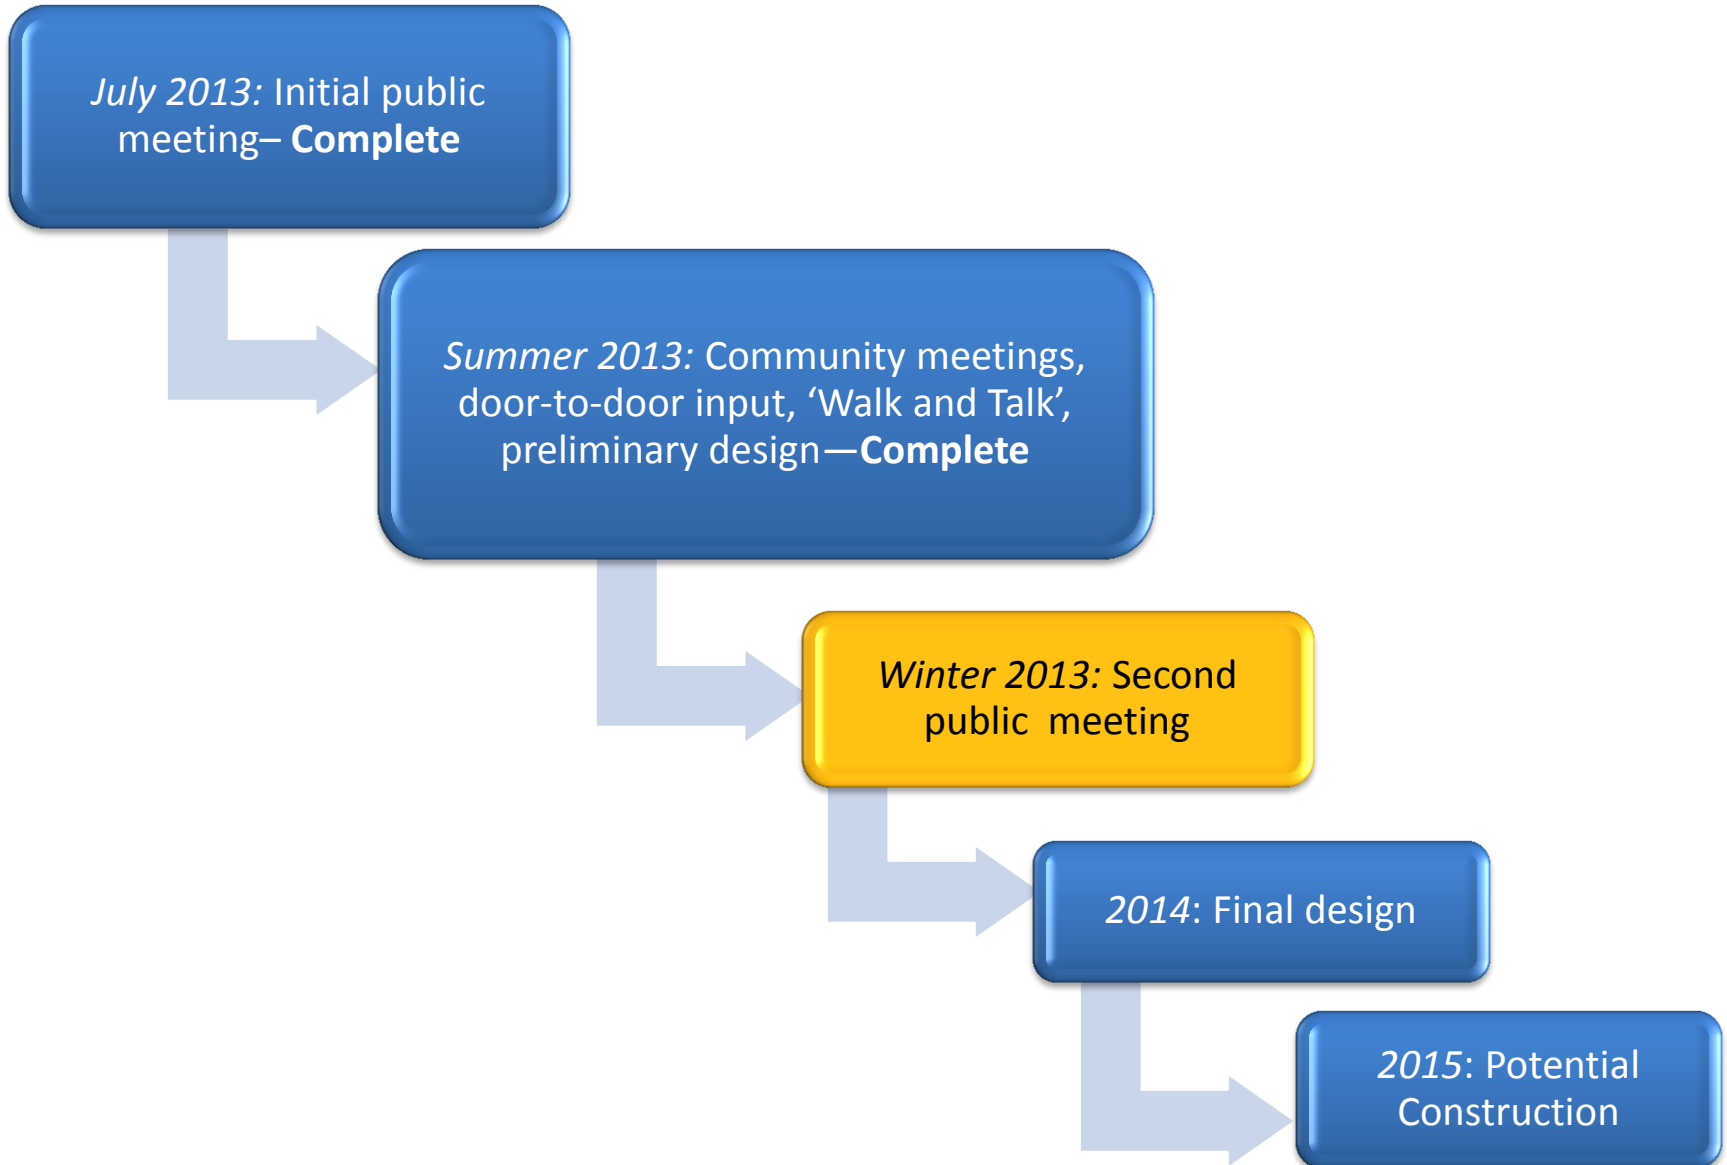 July 2013: Initial public
meeting– Complete
Summer 2013: Community meetings,
door-to-door input, ‘Walk and Talk’,
preliminary design—Complete
Winter 2013: Second
public  meeting
2014: Final design
2015: Potential
Construction